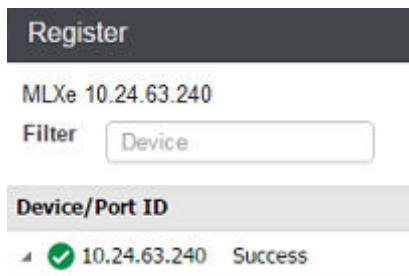 Register
MLXe 10.24.63.240
Filter Device
Device/Port ID
10.24.63.240 Success